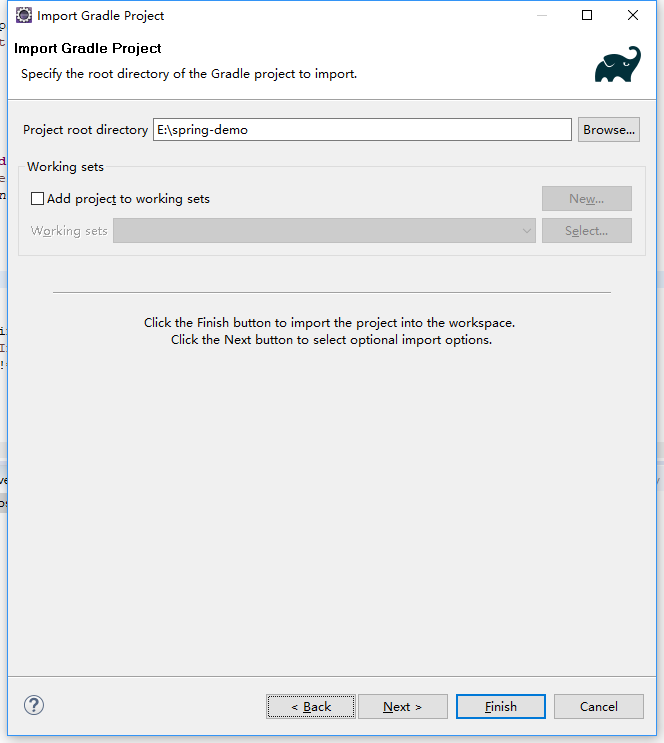 Import Gradle Project
Import Gradle Project
Specify the root directory of the Gradle project to import.
Project root directory E:\spring-demo Browse...
Working sets
Add project to working sets New...
Working sets Select...
Click the Finish button to import the project into the workspace.
Click the Next button to select optional import options.
? < Back Next > Finish Cancel